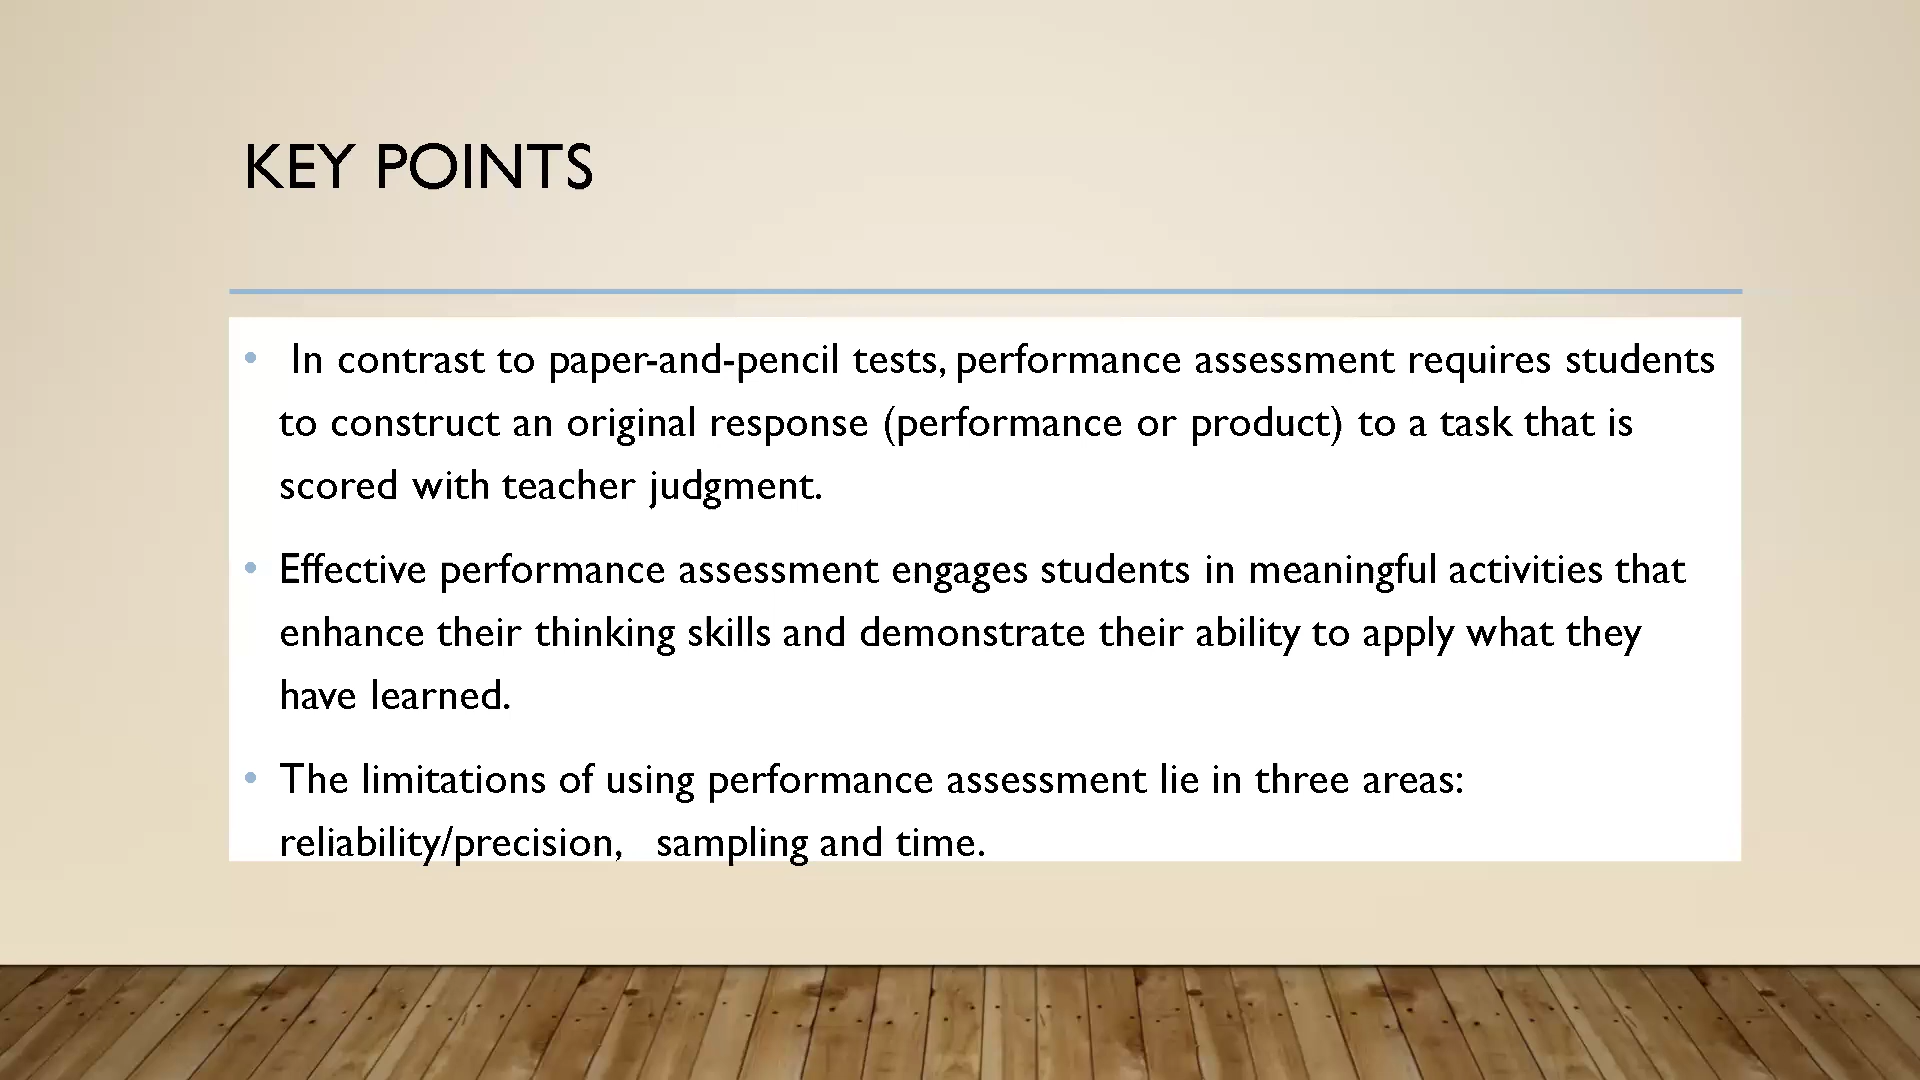 KEY POINTS
• In contrast to paper-and-pencil tests, performance assessment requires students
to construct an original response (performance or product) to a task that is
scored with teacher judgment.
• Effective performance assessment engages students in meaningful activities that
enhance their thinking skills and demonstrate their ability to apply what they
have learned.
• The limitations of using performance assessment lie in three areas:
reliability/precision, sampling and time.